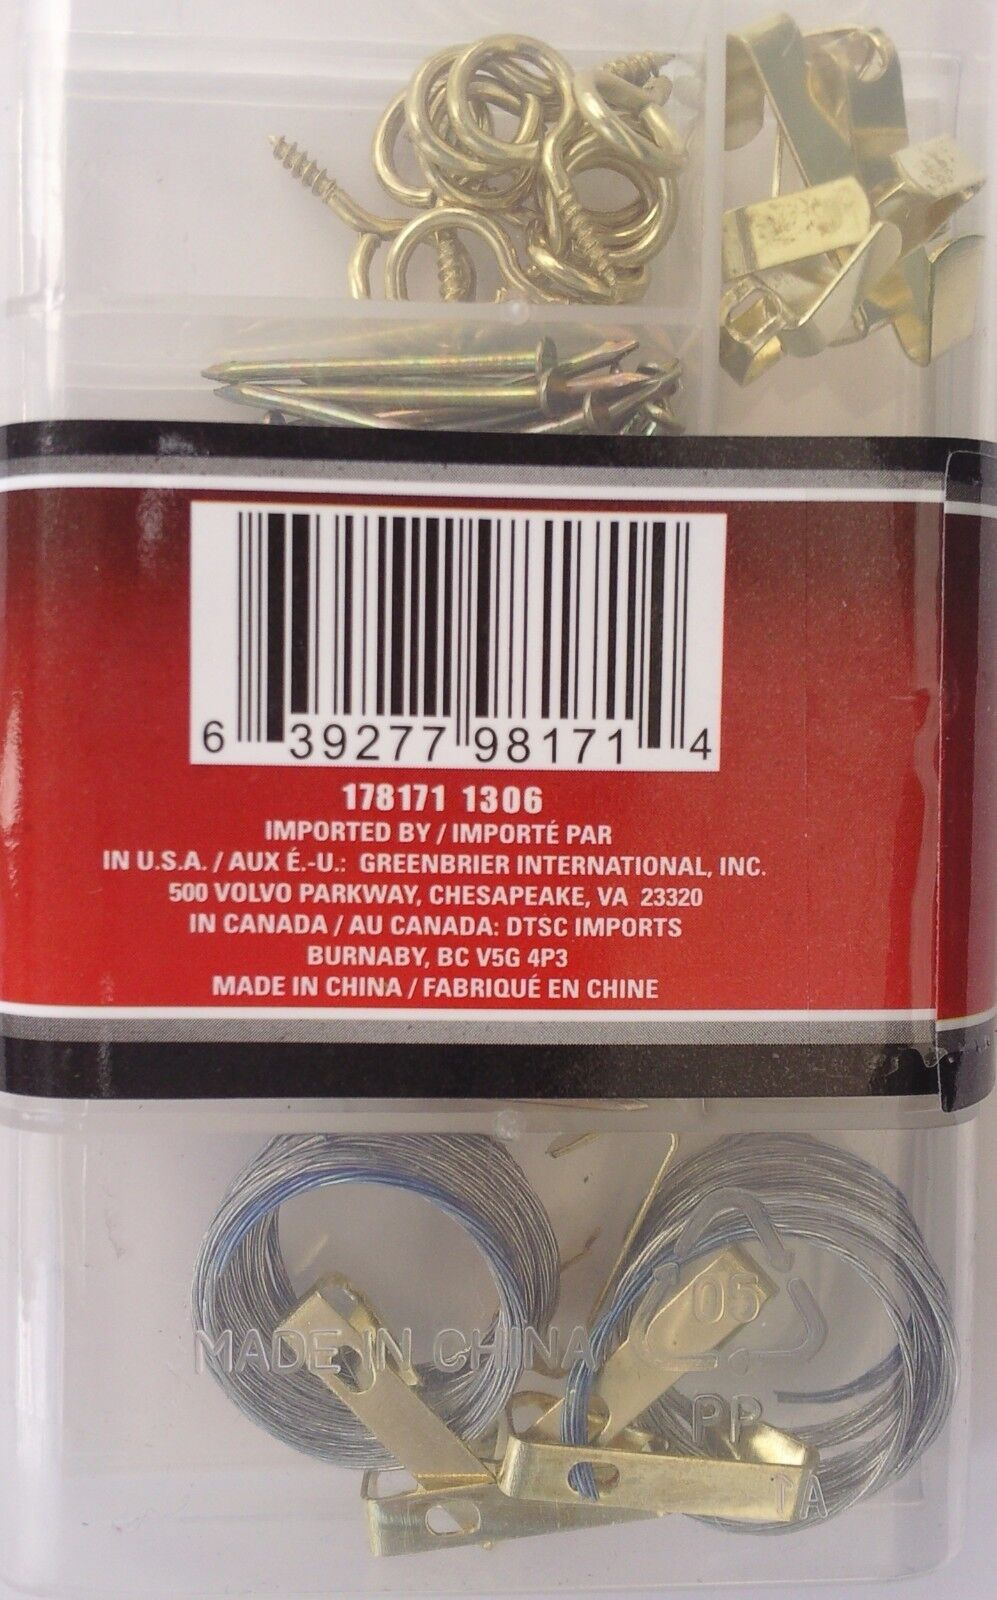 6 39277 98171 4
178171 1306
IMPORTED BY / IMPORTÉ PAR
IN U.S.A. / AUX É.-U.: GREENBRIER INTERNATIONAL, INC.
500 VOLVO PARKWAY, CHESAPEAKE, VA 23320
IN CANADA / AU CANADA: DTSC IMPORTS
BURNABY, BC V5G 4P3
MADE IN CHINA / FABRIQUÉ EN CHINE
05
MADE IN CHINA
PP
↑A